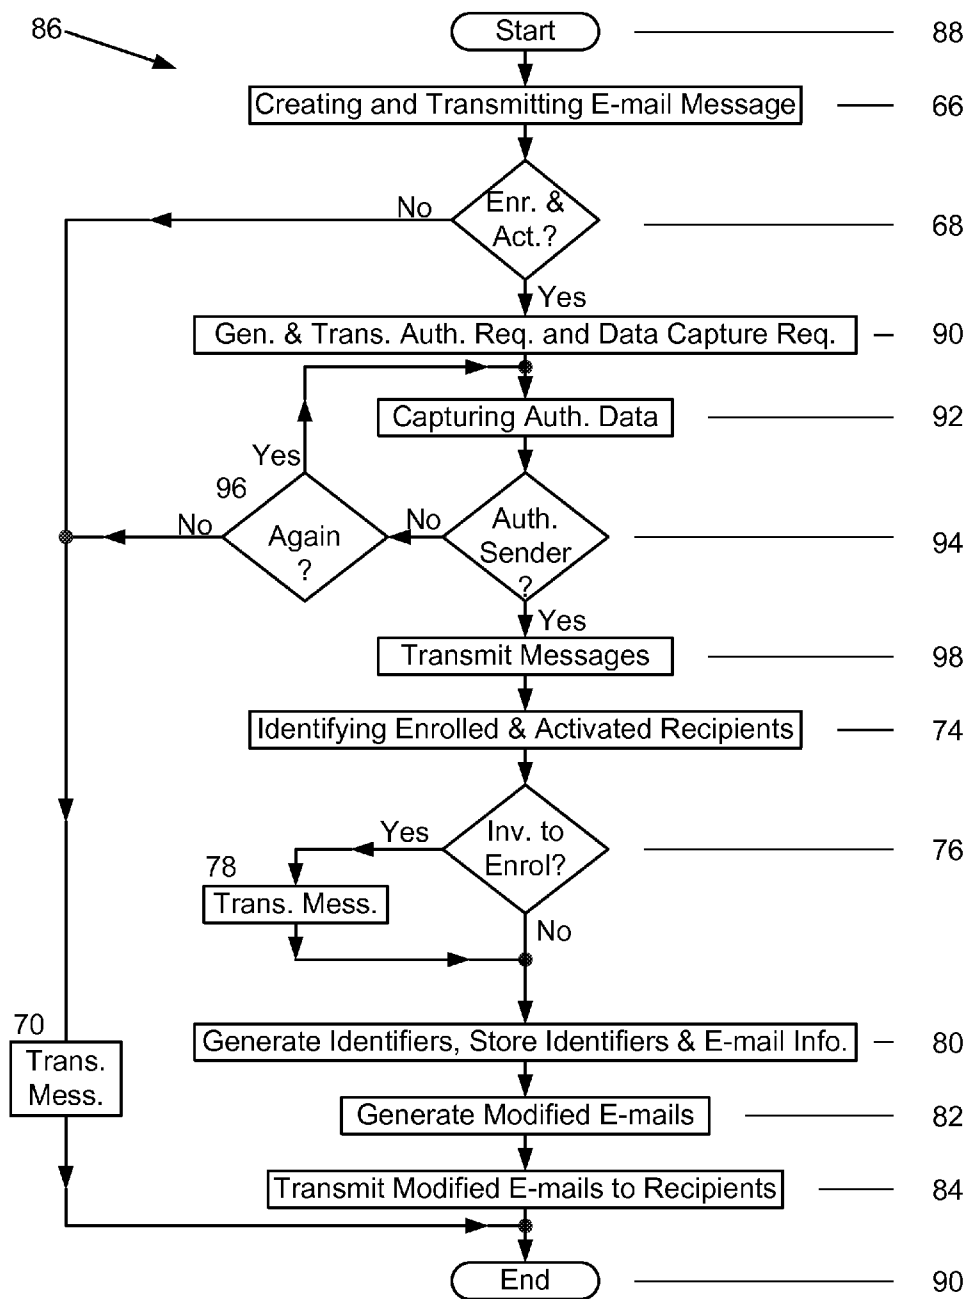 86
Start
88
Creating and Transmitting E-mail Message
66
Enr. &
Act.?
68
No
Yes
Gen. & Trans. Auth. Req. and Data Capture Req.
90
Capturing Auth. Data
92
Yes
96
Again
?
No
No
Auth.
Sender
?
94
Yes
Transmit Messages
98
Identifying Enrolled & Activated Recipients
74
Inv. to
Enrol?
76
Yes
78
Trans. Mess.
No
70
Trans.
Mess.
Generate Identifiers, Store Identifiers & E-mail Info.
80
Generate Modified E-mails
82
Transmit Modified E-mails to Recipients
84
End
90